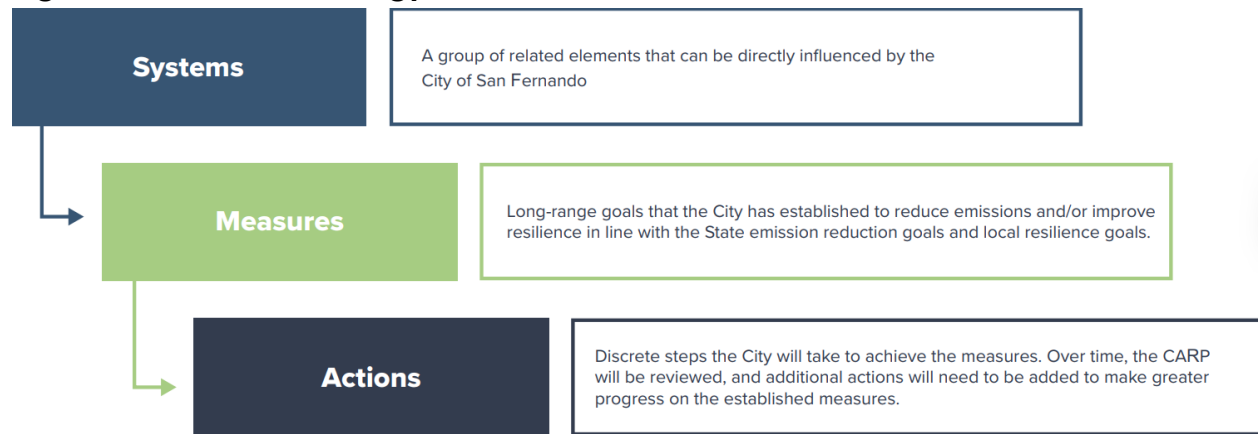 Systems
A group of related elements that can be directly influenced by the
City of San Fernando
Measures
Long-range goals that the City has established to reduce emissions and/or improve
resilience in line with the State emission reduction goals and local resilience goals.
Actions
Discrete steps the City will take to achieve the measures. Over time, the CARP
will be reviewed, and additional actions will need to be added to make greater
progress on the established measures.